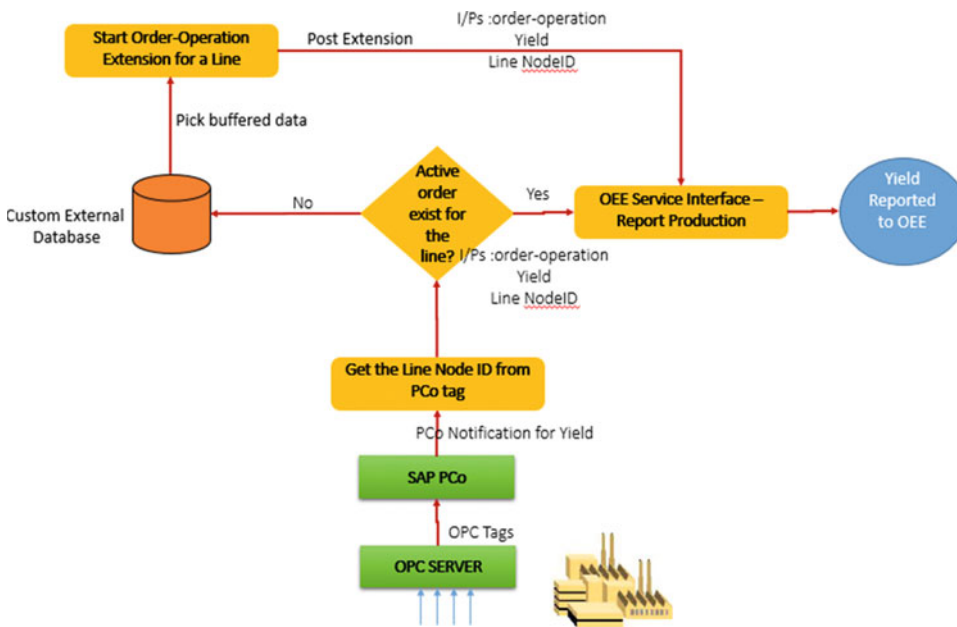 Start Order-Operation
Extension for a Line
Post Extension
I/Ps :order-operation
Yield
Line NodeID
Pick buffered data
Custom External
Database
No
Active
order
exist for
the
line?
Yes
OEE Service Interface –
Report Production
Yield
Reported
to OEE
I/Ps :order-operation
Yield
Line NodeID
Get the Line Node ID from
PCo tag
PCo Notification for Yield
SAP PCo
OPC Tags
OPC SERVER